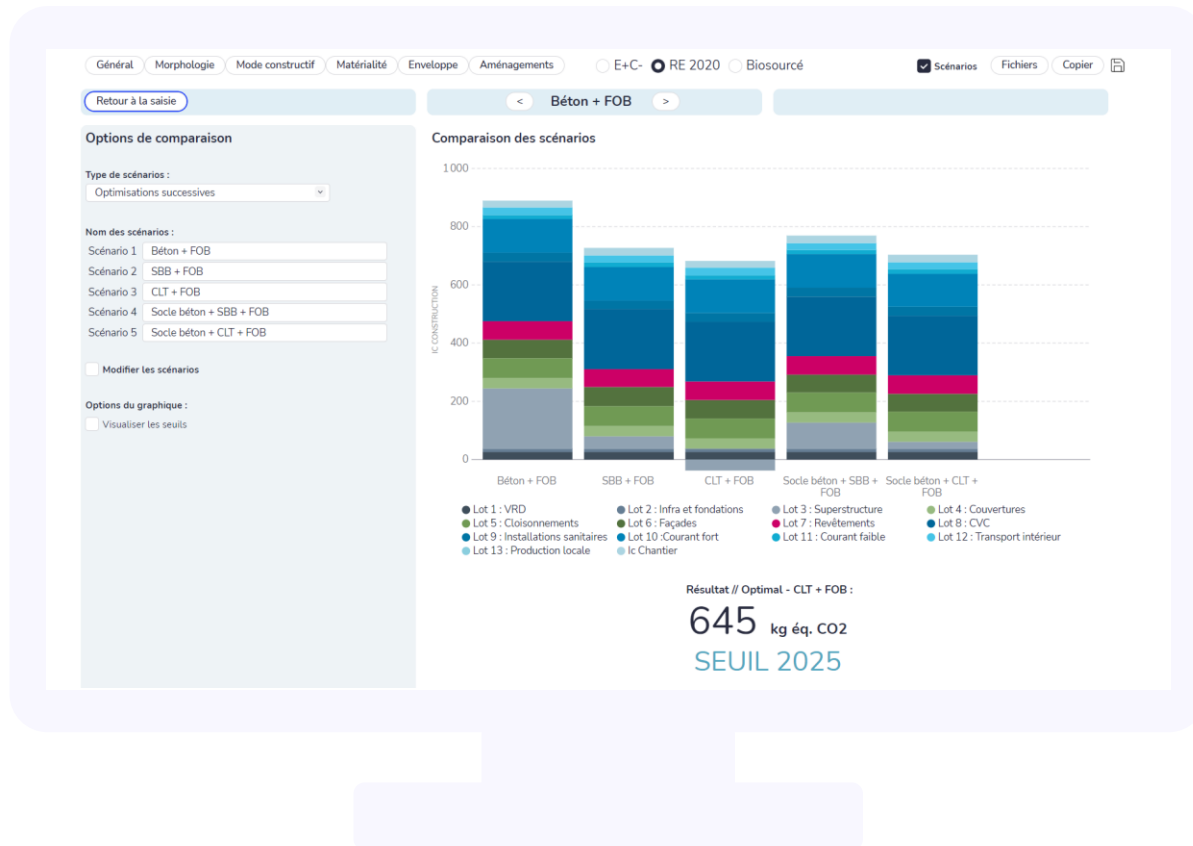 Général Morphologie Mode constructif Matérialité Enveloppe Aménagements E+C- RE 2020 Biosourcé Scénarios Fichiers Copier
Retour à la saisie < Béton + FOB >
Options de comparaison
Type de scénarios :
Optimisations successives
Nom des scénarios :
Scénario 1 Béton + FOB
Scénario 2 SBB + FOB
Scénario 3 CLT + FOB
Scénario 4 Socle béton + SBB + FOB
Scénario 5 Socle béton + CLT + FOB
Modifier les scénarios
Options du graphique :
Visualiser les seuils
Comparaison des scénarios
1 000
800
600
400
200
0
IC CONSTRUCTION
Béton + FOB SBB + FOB CLT + FOB Socle béton + SBB + FOB Socle béton + CLT + FOB
Lot 1 : VRD Lot 2 : Infra et fondations Lot 3 : Superstructure Lot 4 : Couvertures
Lot 5 : Cloisonnements Lot 6 : Façades Lot 7 : Revêtements Lot 8 : CVC
Lot 9 : Installations sanitaires Lot 10 :Courant fort Lot 11 : Courant faible Lot 12 : Transport intérieur
Lot 13 : Production locale Ic Chantier
Résultat // Optimal - CLT + FOB :
645 kg éq. CO2
SEUIL 2025